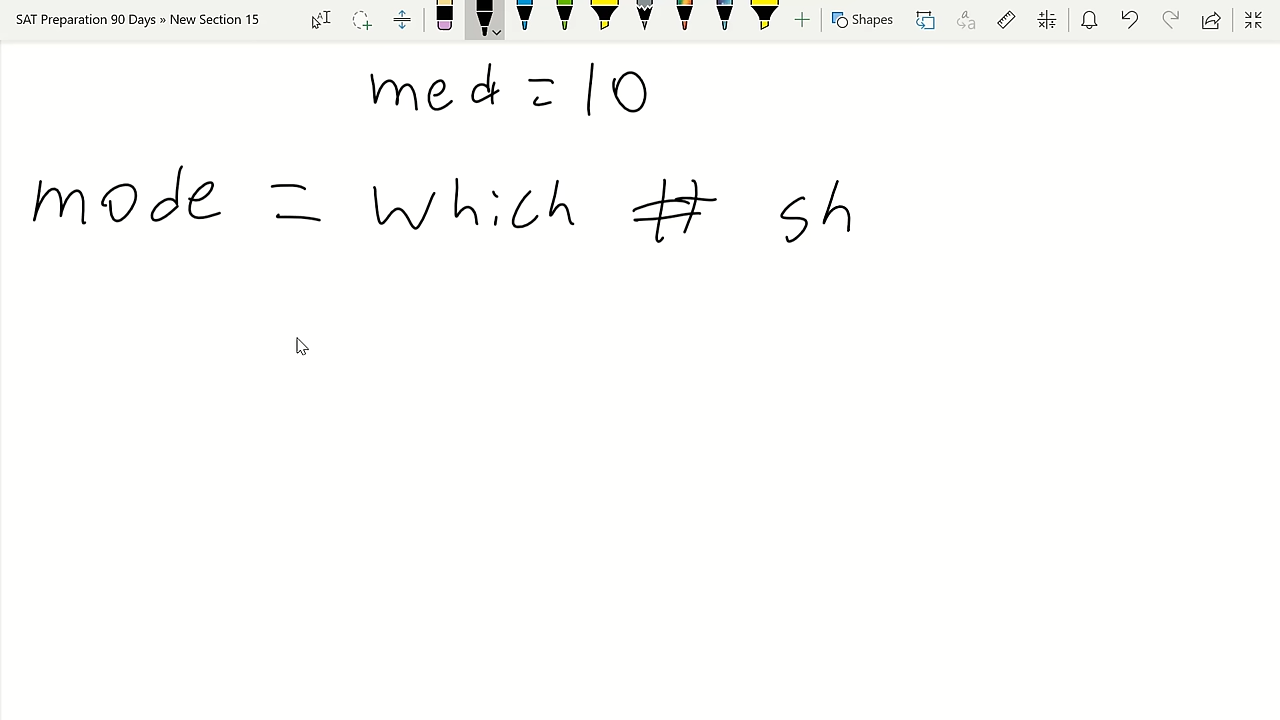 SAT Preparation 90 Days » New Section 15
Shapes
med = 10
mode = which # sh